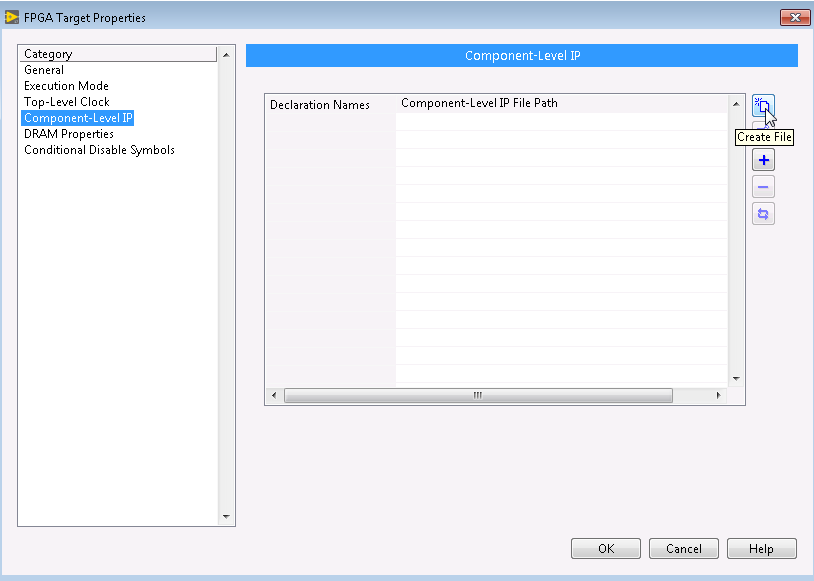 FPGA Target Properties
Category
General
Execution Mode
Top-Level Clock
Component-Level IP
DRAM Properties
Conditional Disable Symbols
Component-Level IP
Declaration Names
Component-Level IP File Path
Create File
OK
Cancel
Help